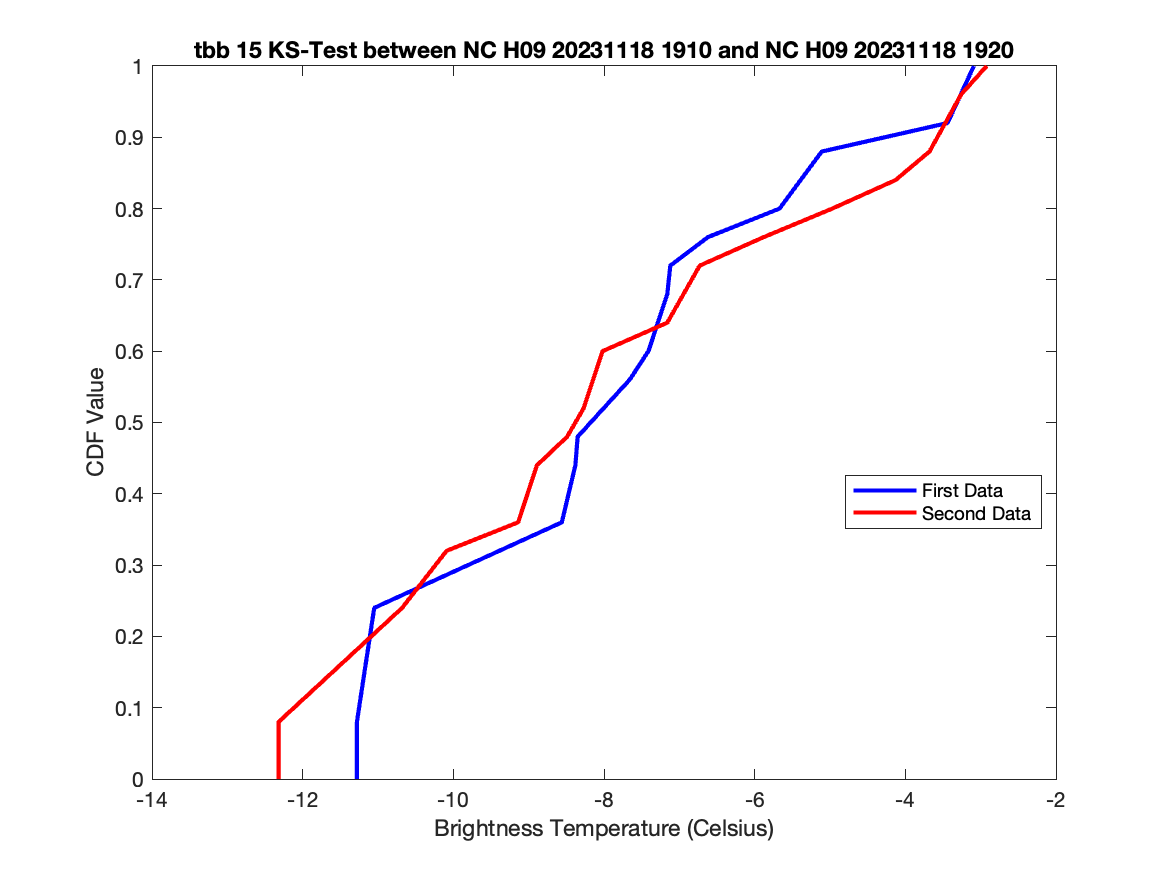 tbb 15 KS-Test between NC H09 20231118 1910 and NC H09 20231118 1920
1
0.9
0.8
0.7
0.6
0.5
0.4
0.3
0.2
0.1
0
CDF Value
First Data
Second Data
-14 -12 -10 -8 -6 -4 -2
Brightness Temperature (Celsius)